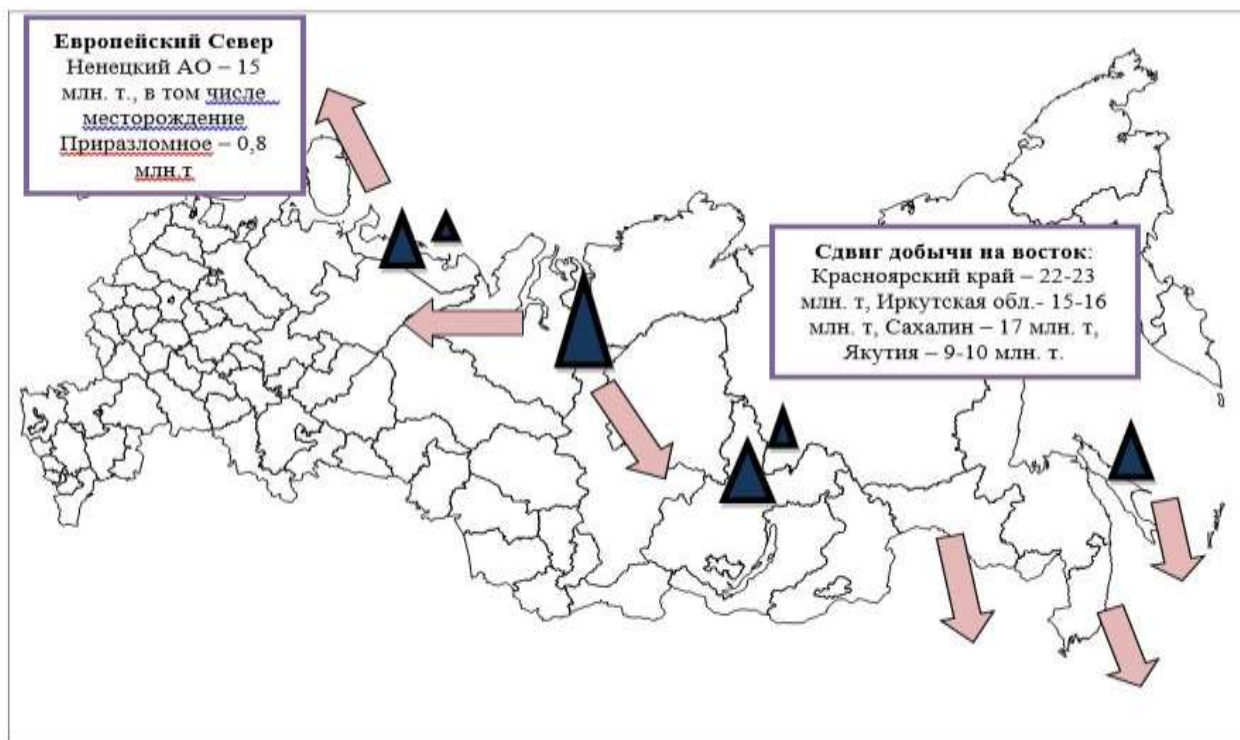 Европейский Север
Ненецкий АО – 15
млн. т., в том числе
месторождение
Приразломное – 0,8
млн.т
Сдвиг добычи на восток:
Красноярский край – 22-23
млн. т, Иркутская обл.- 15-16
млн. т, Сахалин – 17 млн. т,
Якутия – 9-10 млн. т.